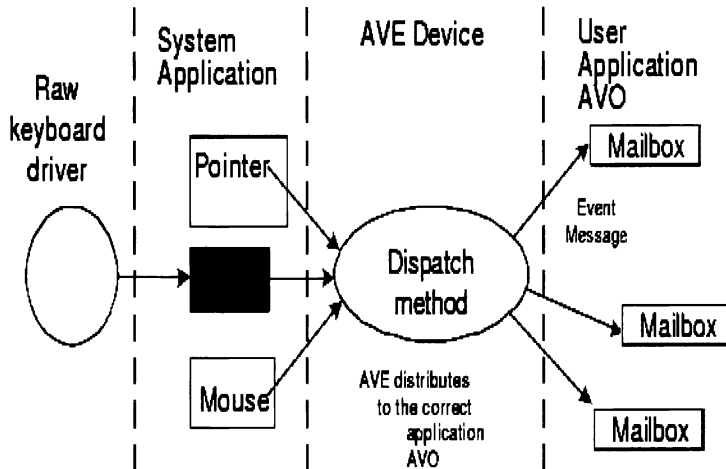 Raw
keyboard
driver
System
Application
Pointer
Mouse
AVE Device
Dispatch
method
AVE distributes
to the correct
application
AVO
User
Application
AVO
Mailbox
Event
Message
Mailbox
Mailbox